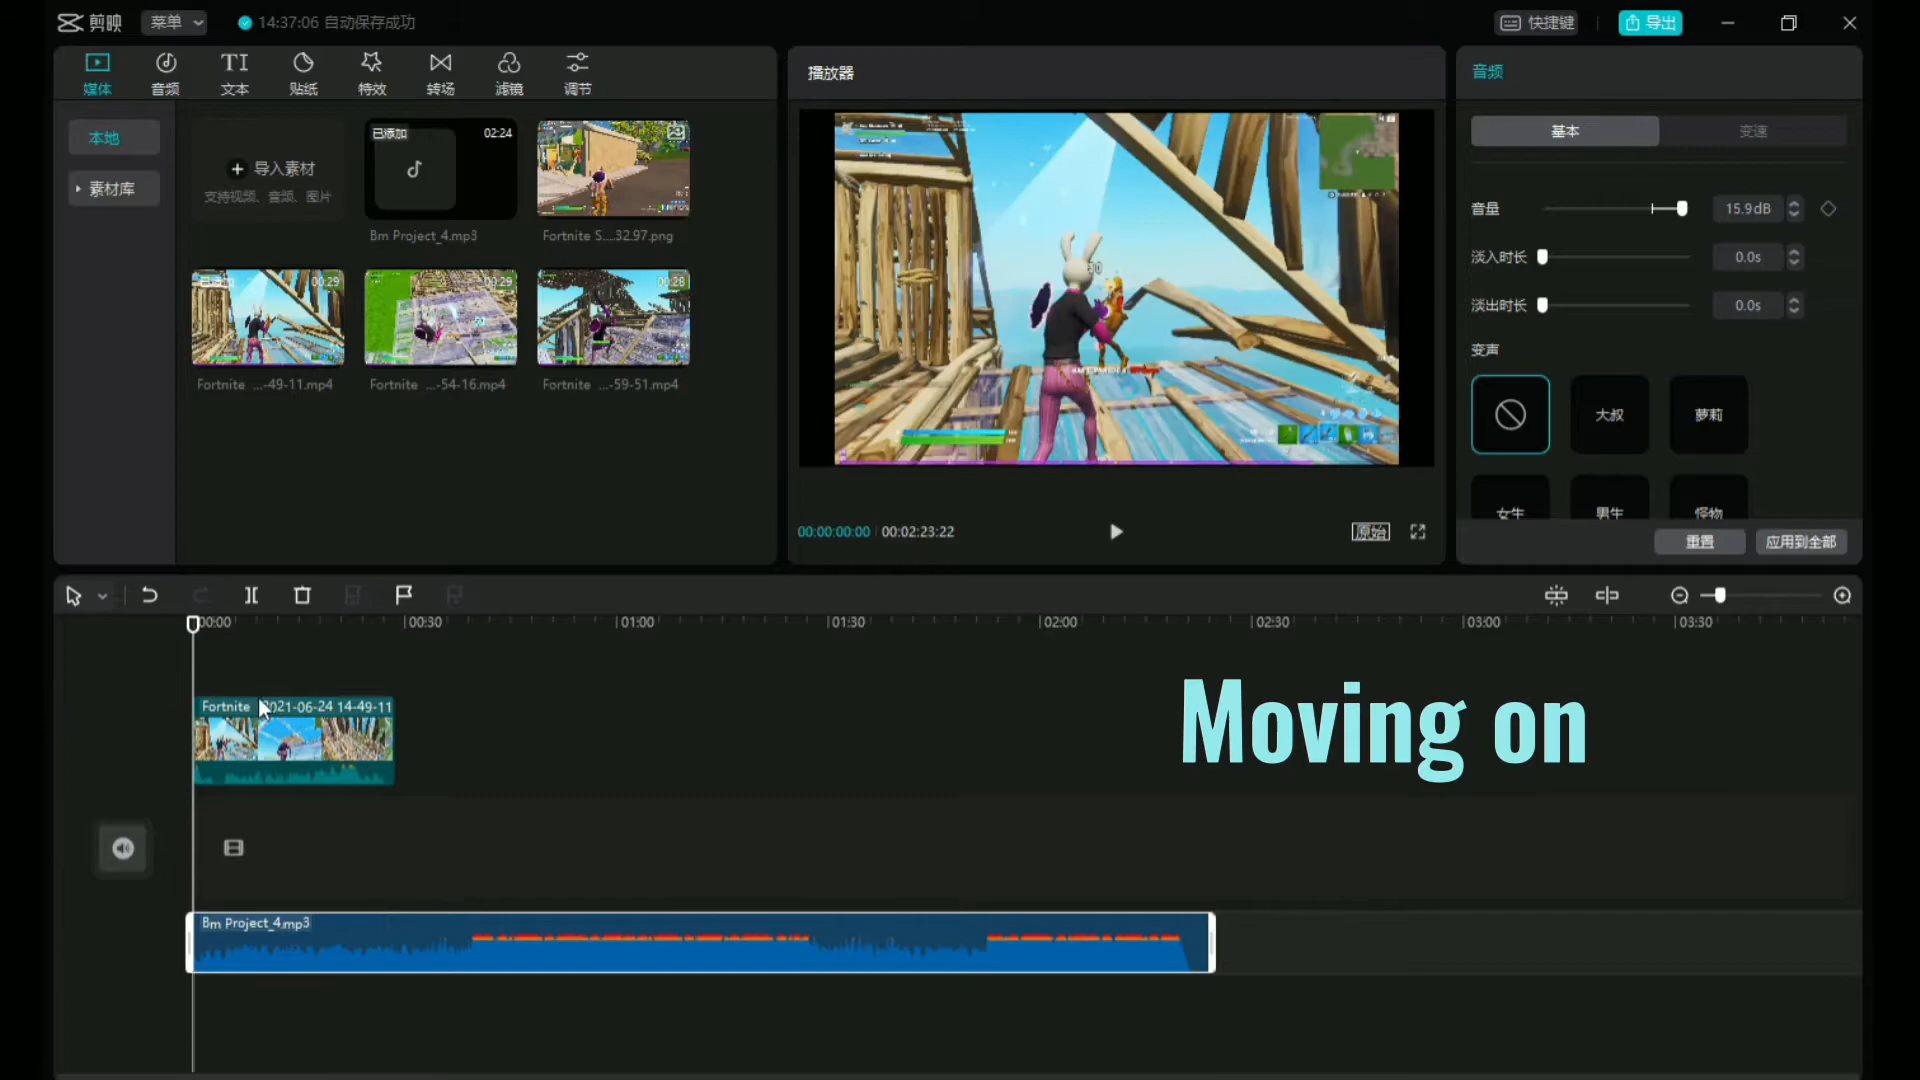 剪映
菜单
14:37:06 自动保存成功
快捷键
导出
媒体
音频
文本
贴纸
特效
转场
滤镜
调节
播放器
音频
本地
素材库
导入素材
支持视频、音频、图片
已添加
02:24
Bm Project_4.mp3
Fortnite S....32.97.png
00:29
00:29
00:28
Fortnite ...-49-11.mp4
Fortnite ...-54-16.mp4
Fortnite ...-59-51.mp4
00:00:00:00
00:02:23:22
原始
基本
变速
音量
15.9dB
淡入时长
0.0s
淡出时长
0.0s
变声
大叔
萝莉
女生
男生
怪物
重置
应用到全部
00:00
00:30
01:00
01:30
02:00
02:30
03:00
03:30
Fortnite 2021-06-24 14-49-11
Moving on
Bm Project_4.mp3